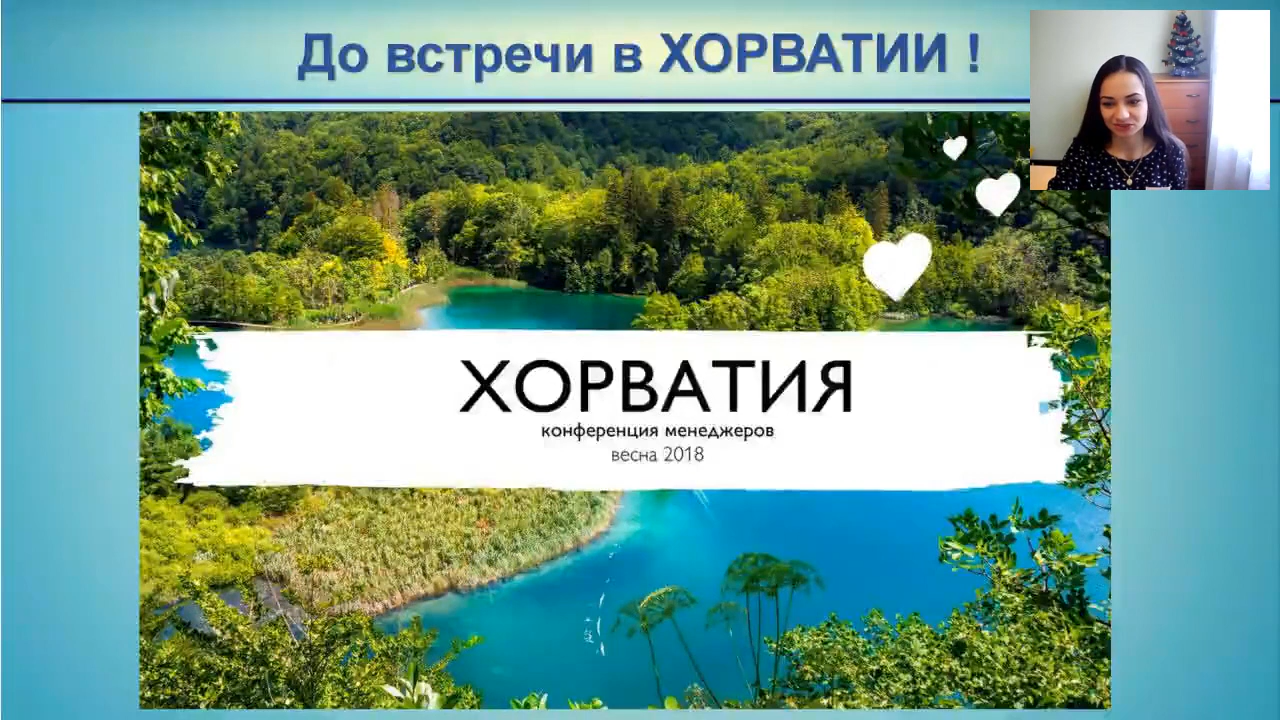 До встречи в ХОРВАТИИ !
ХОРВАТИЯ
конференция менеджеров
весна 2018